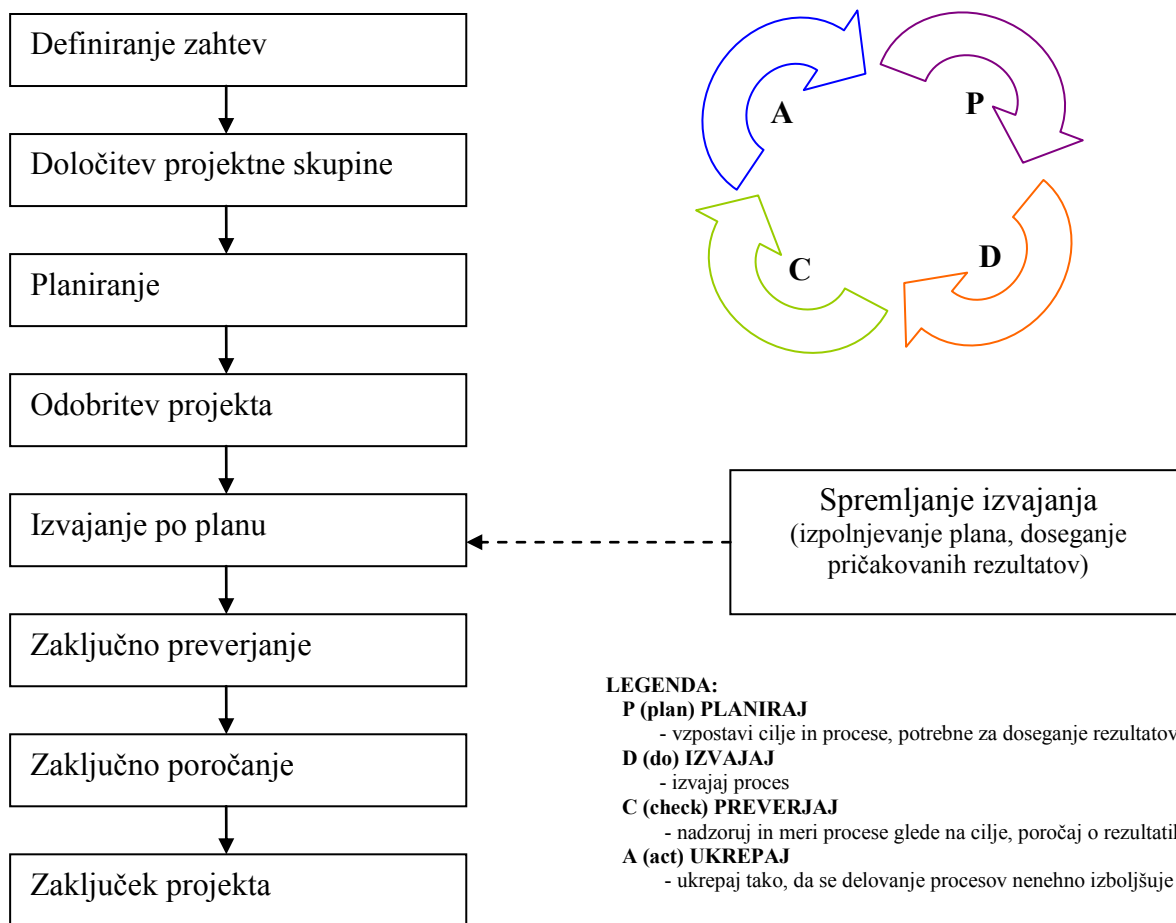 Definiranje zahtev
Določitev projektne skupine
Planiranje
Odobritev projekta
Izvajanje po planu
Zaključno preverjanje
Zaključno poročanje
Zaključek projekta
A
P
C
D
Spremljanje izvajanja
(izpolnjevanje plana, doseganje
pričakovanih rezultatov)
LEGENDA:
P (plan) PLANIRAJ
- vzpostavi cilje in procese, potrebne za doseganje rezultatov
D (do) IZVAJAJ
- izvajaj proces
C (check) PREVERJAJ
- nadzoruj in meri procese glede na cilje, poročaj o
A (act) UKREPAJ
- ukrepaj tako, da se delovanje procesov nenehno izboljšuje